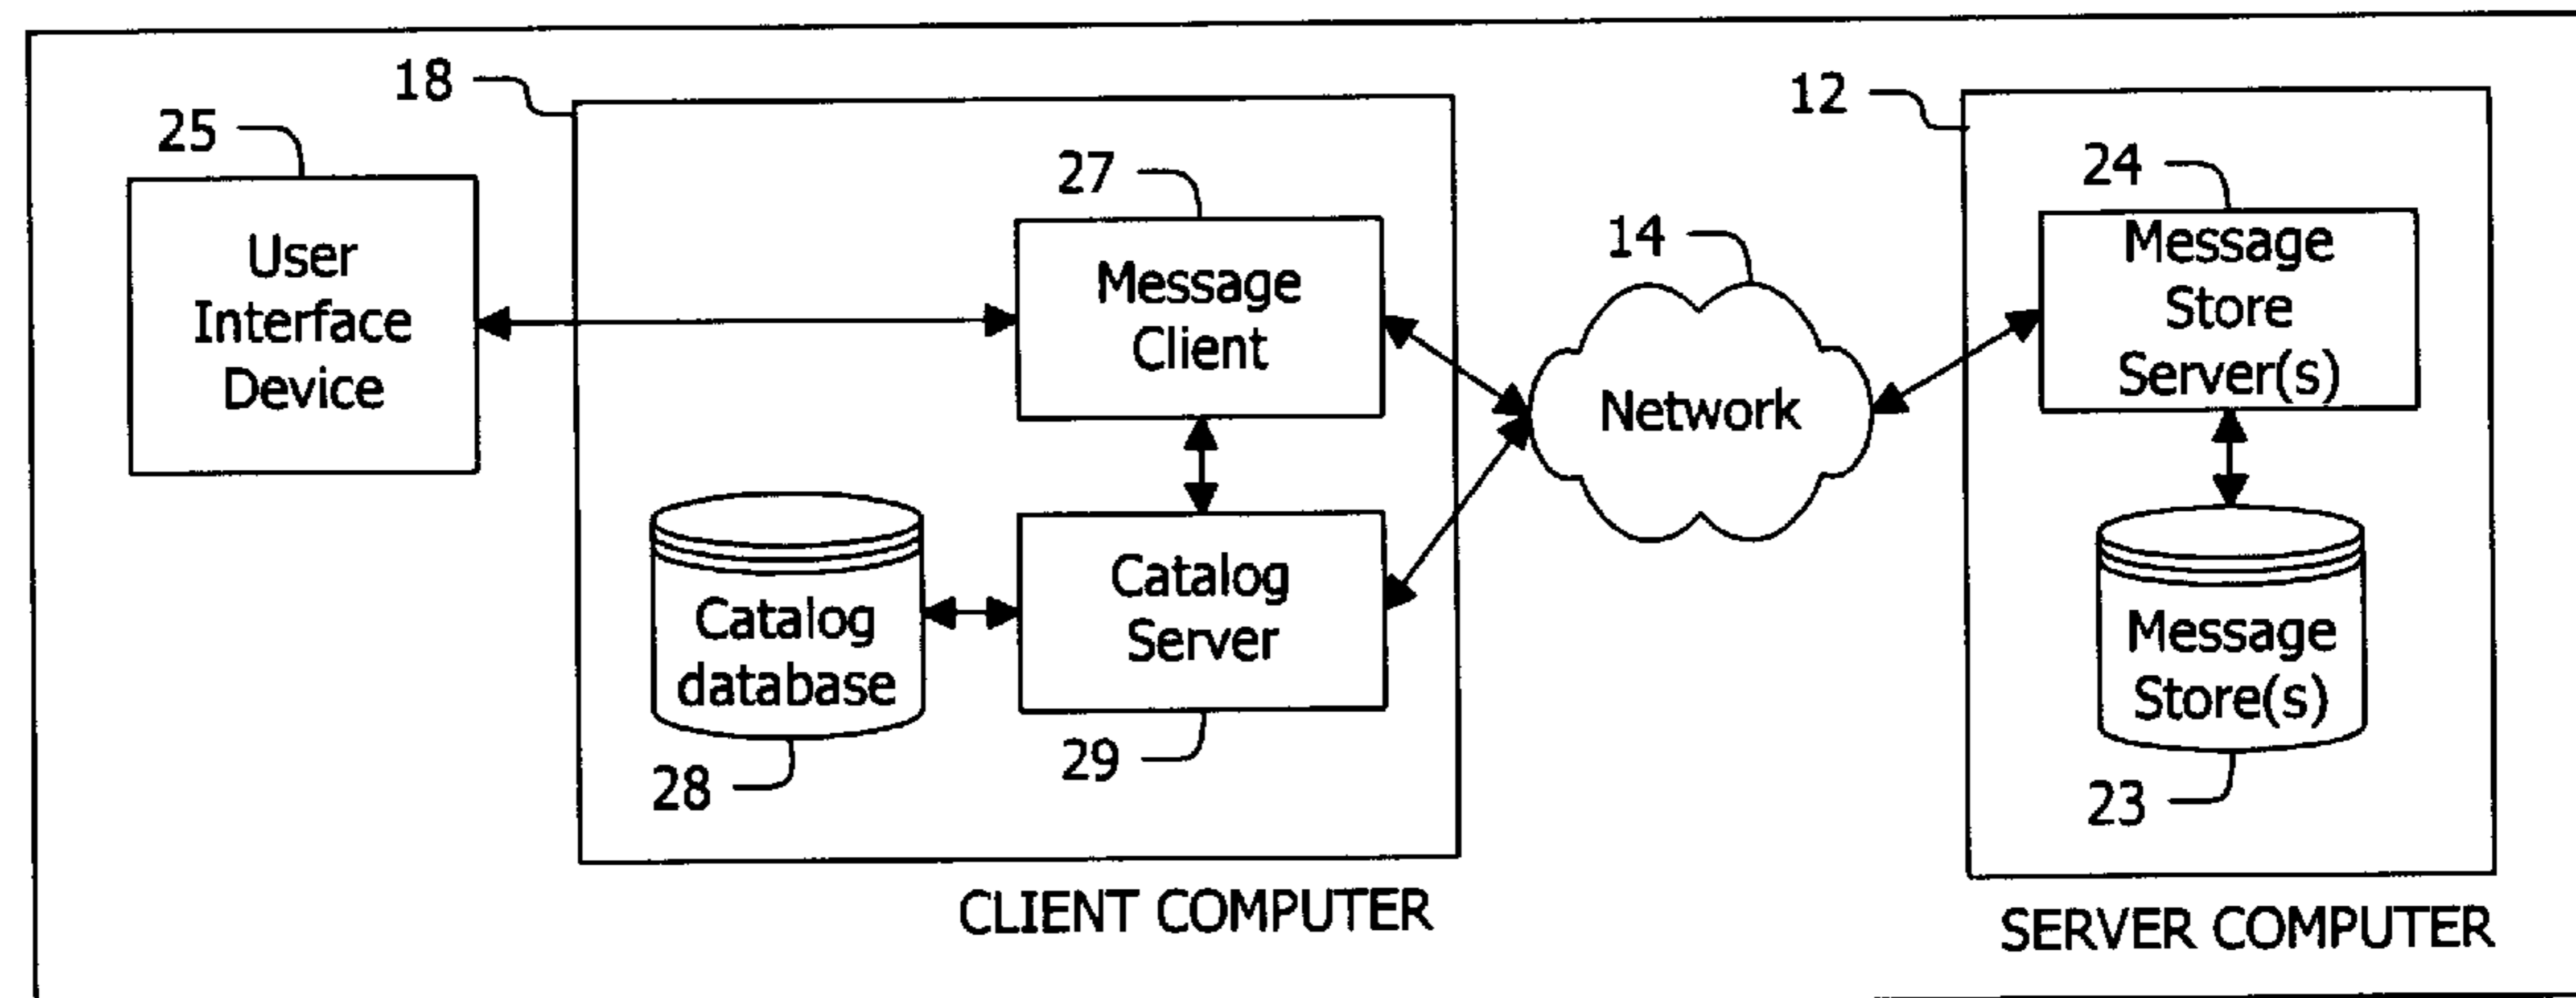 18
12
25
27
24
14
User
Interface
Device
Message
Client
Network
Message
Store
Server(s)
Catalog
database
Catalog
Server
Message
Store(s)
28
29
23
CLIENT COMPUTER
SERVER COMPUTER